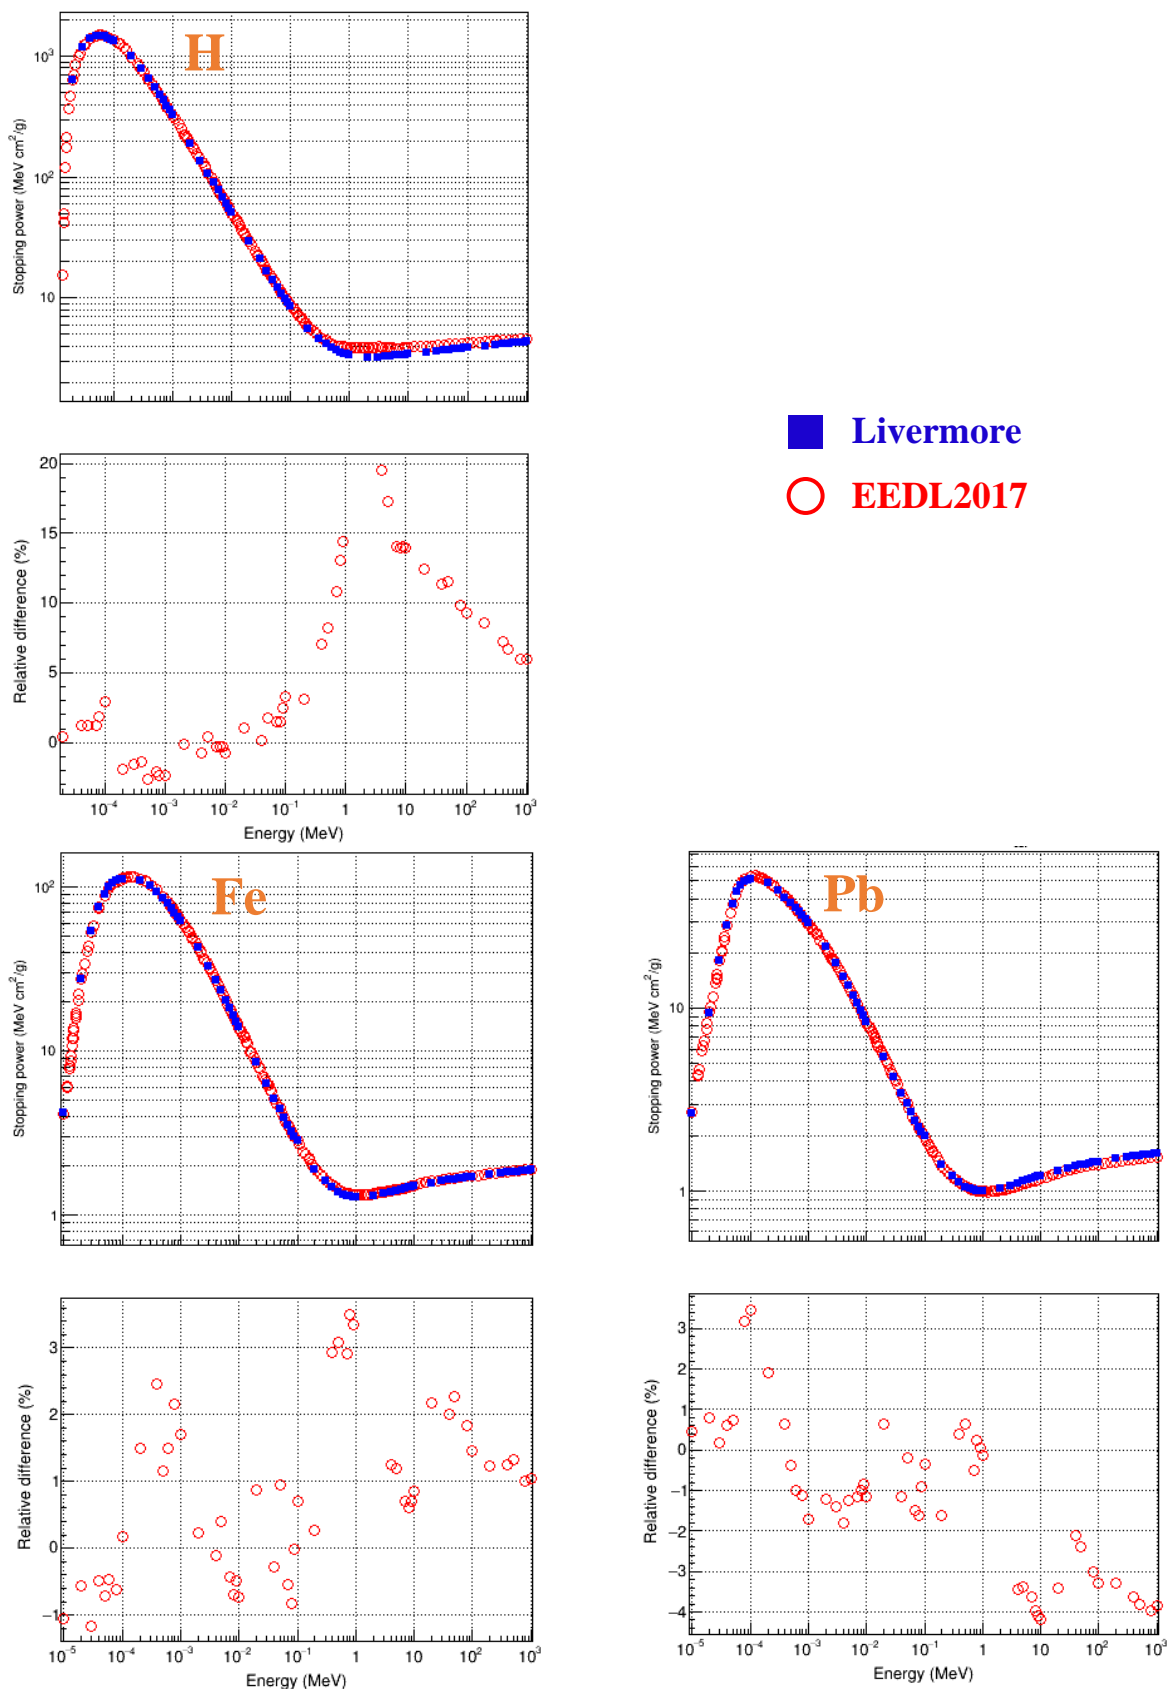 H
Stopping power (MeV cm²/g)
10³
10²
10
Livermore
EEDL2017
Relative difference (%)
20
15
10
5
0
10⁻⁴ 10⁻³ 10⁻² 10⁻¹ 1 10 10² 10³
Energy (MeV)
Fe
Stopping power (MeV cm²/g)
10²
10
1
Pb
Stopping power (MeV cm²/g)
10
1
Relative difference (%)
3
2
1
0
−1
10⁻⁵ 10⁻⁴ 10⁻³ 10⁻² 10⁻¹ 1 10 10² 10³
Energy (MeV)
Relative difference (%)
3
2
1
0
−1
−2
−3
−4
10⁻⁵ 10⁻⁴ 10⁻³ 10⁻² 10⁻¹ 1 10 10² 10³
Energy (MeV)